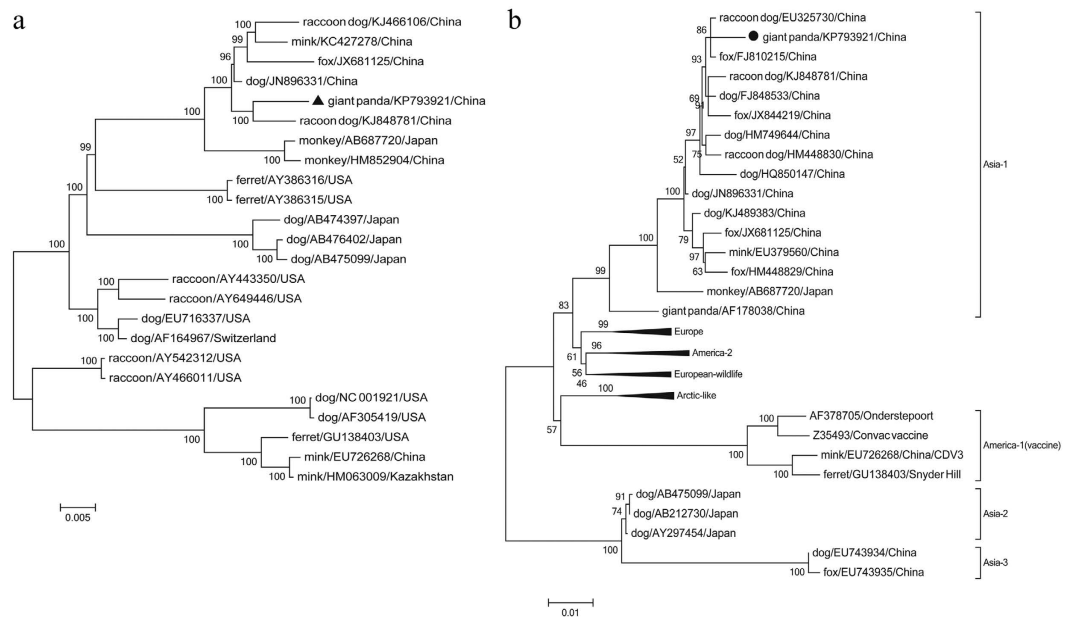 a
raccoon dog/KJ466106/China
mink/KC427278/China
fox/JX681125/China
dog/JN896331/China
giant panda/KP793921/China
racoon dog/KJ848781/China
monkey/AB687720/Japan
monkey/HM852904/China
ferret/AY386316/USA
ferret/AY386315/USA
dog/AB474397/Japan
dog/AB476402/Japan
dog/AB475099/Japan
raccoon/AY443350/USA
raccoon/AY649446/USA
dog/EU716337/USA
dog/AF164967/Switzerland
raccoon/AY542312/USA
raccoon/AY466011/USA
dog/NC 001921/USA
dog/AF305419/USA
ferret/GU138403/USA
mink/EU726268/China
mink/HM063009/Kazakhstan
100
99
96
100
100
100
99
100
100
100
100
100
100
100
100
100
100
100
100
0.005
b
raccoon dog/EU325730/China
giant panda/KP793921/China
fox/FJ810215/China
racoon dog/KJ848781/China
dog/FJ848533/China
fox/JX844219/China
dog/HM749644/China
raccoon dog/HM448830/China
dog/HQ850147/China
dog/JN896331/China
dog/KJ489383/China
fox/JX681125/China
mink/EU379560/China
fox/HM448829/China
monkey/AB687720/Japan
giant panda/AF178038/China
Europe
America-2
European-wildlife
Arctic-like
AF378705/Onderstepoort
Z35493/Convac vaccine
mink/EU726268/China/CDV3
ferret/GU138403/Snyder Hill
dog/AB475099/Japan
dog/AB212730/Japan
dog/AY297454/Japan
dog/EU743934/China
fox/EU743935/China
86
93
69
94
97
75
52
100
79
97
63
100
99
83
99
61
96
56
46
100
57
100
100
100
91
74
100
100
Asia-1
America-1(vaccine)
Asia-2
Asia-3
0.01